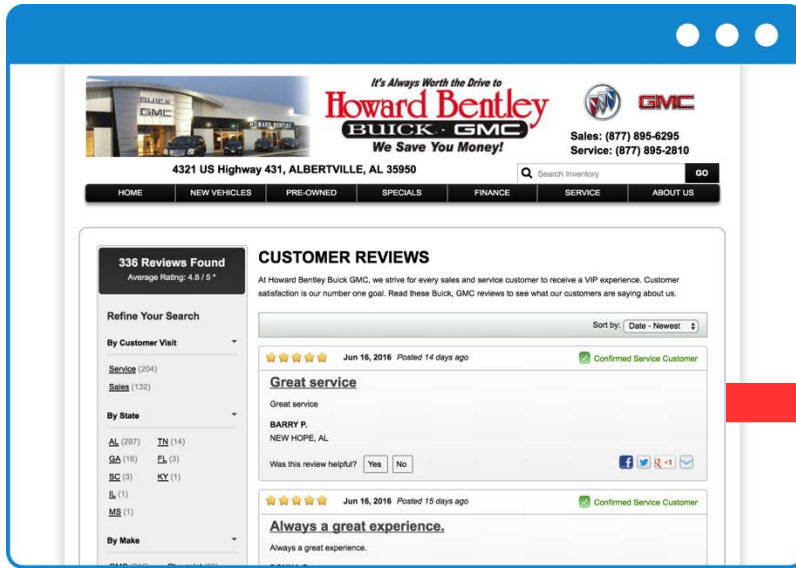 BUICK
GMC
HOWARD BENTLEY
It's Always Worth the Drive to
Howard Bentley
BUICK · GMC
We Save You Money!
GMC
Sales: (877) 895-6295
Service: (877) 895-2810
4321 US Highway 431, ALBERTVILLE, AL 35950
Search Inventory
GO
HOME NEW VEHICLES PRE-OWNED SPECIALS FINANCE SERVICE ABOUT US
336 Reviews Found
Average Rating: 4.8 / 5 *
Refine Your Search
By Customer Visit
Service (204)
Sales (132)
By State
AL (297) TN (14)
GA (16) FL (3)
SC (3) KY (1)
IL (1)
MS (1)
By Make
CUSTOMER REVIEWS
At Howard Bentley Buick GMC, we strive for every sales and service customer to receive a VIP experience. Customer
satisfaction is our number one goal. Read these Buick, GMC reviews to see what our customers are saying about us.
Sort by: Date - Newest
Jun 16, 2016 Posted 14 days ago
Confirmed Service Customer
Great service
Great service
BARRY P.
NEW HOPE, AL
Was this review helpful? Yes No
+1
Jun 16, 2016 Posted 15 days ago
Confirmed Service Customer
Always a great experience.
Always a great experience.